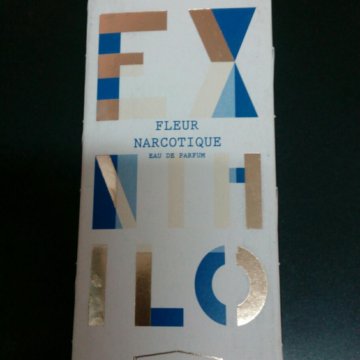 EX
FLEUR
NARCOTIQUE
EAU DE PARFUM
NIH
ILO